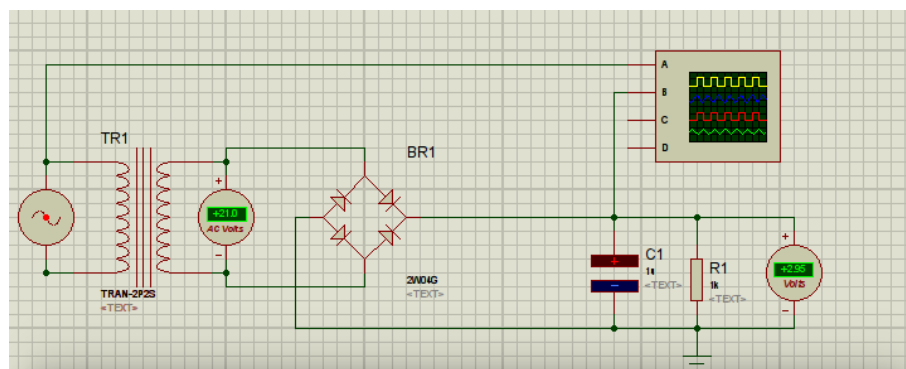 A
B
C
D
TR1
BR1
+
+21.0
AC Volts
−
TRAN-2P2S
<TEXT>
2W04G
<TEXT>
+
−
C1
1u
<TEXT>
R1
1k
<TEXT>
+
+2.95
Volts
−